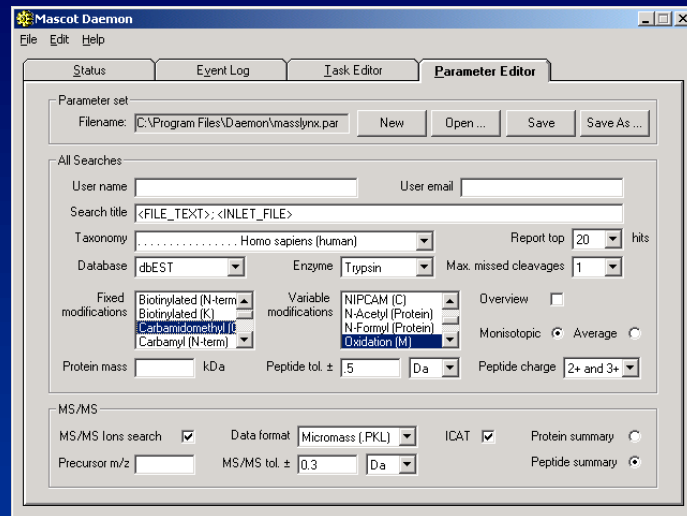 Mascot Daemon
File Edit Help
Status Event Log Task Editor Parameter Editor
Parameter set
Filename: C:\Program Files\Daemon\masslynx.par New Open ... Save Save As ...
All Searches
User name User email
Search title <FILE_TEXT>; <INLET_FILE>
Taxonomy . . . . . . . . . . . . . . . . Homo sapiens (human) Report top 20 hits
Database dbEST Enzyme Trypsin Max. missed cleavages 1
Fixed modifications Variable modifications Overview
Biotinylated (N-term NIPCAM (C)
Biotinylated (K) N-Acetyl (Protein)
Carbamidomethyl (C N-Formyl (Protein) Monisotopic Average
Carbamyl (N-term) Oxidation (M)
Protein mass kDa Peptide tol. ± .5 Da Peptide charge 2+ and 3+
MS/MS
MS/MS Ions search Data format Micromass (.PKL) ICAT Protein summary
Precursor m/z MS/MS tol. ± 0.3 Da Peptide summary